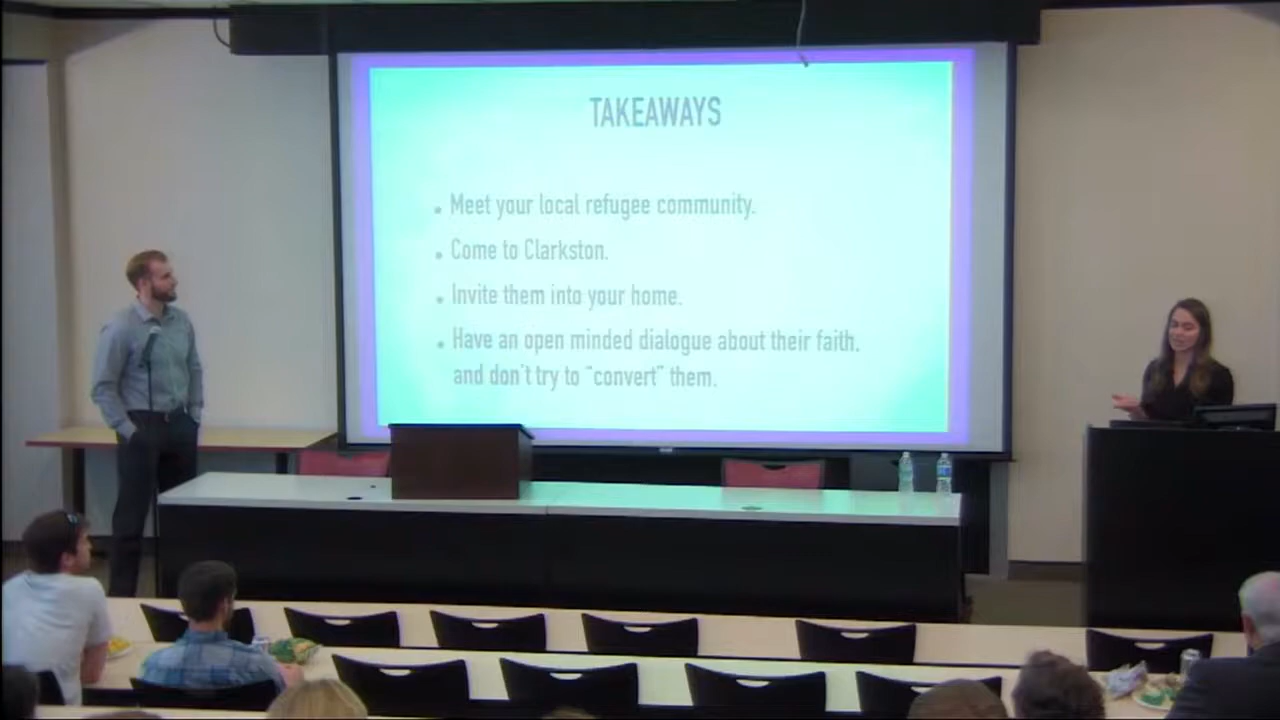 TAKEAWAYS
• Meet your local refugee community.
• Come to Clarkston.
• Invite them into your home.
• Have an open minded dialogue about their faith,
and don't try to "convert" them.